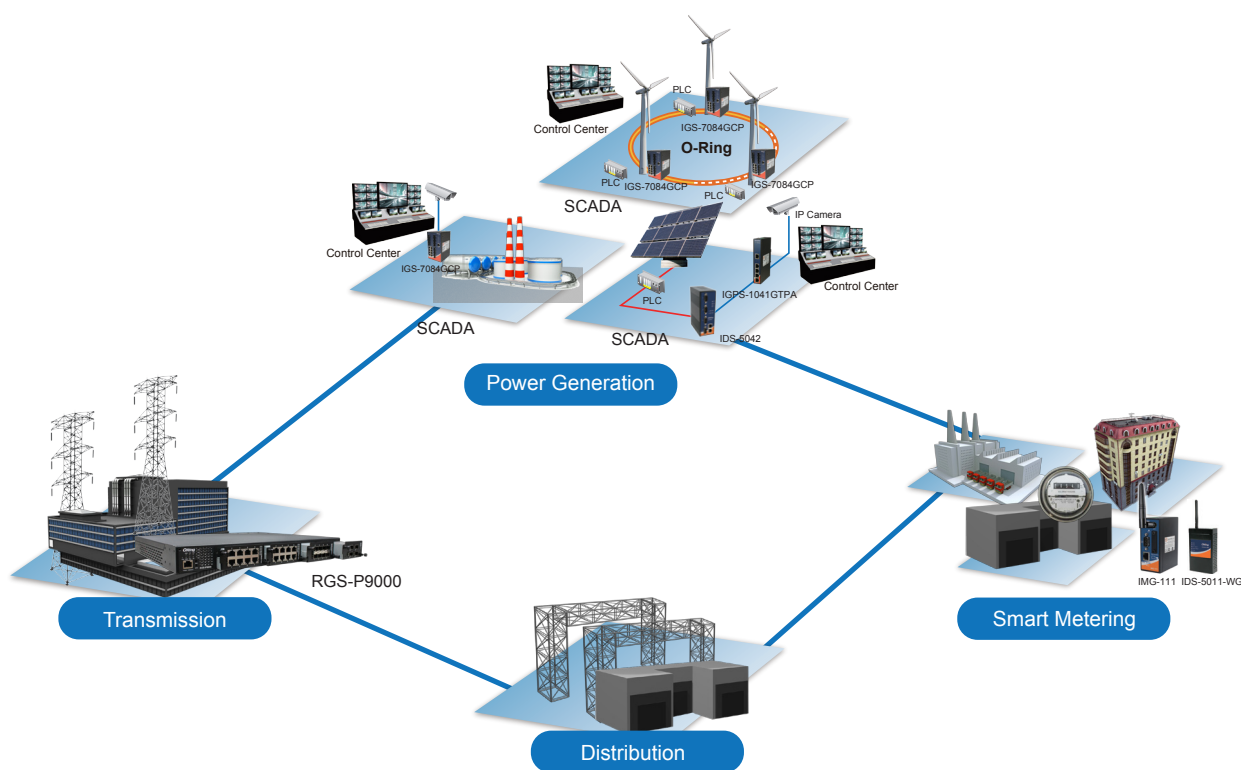 PLC
Control Center
IGS-7084GCP
O-Ring
PLC
IGS-7084GCP
IGS-7084GCP
PLC
SCADA
IP Camera
Control Center
IGS-7084GCP
PLC
IGPS-1041GTPA
Control Center
SCADA
SCADA
IDS-5042
Power Generation
RGS-P9000
Transmission
IMG-111
IDS-5011-WG
Smart Metering
Distribution